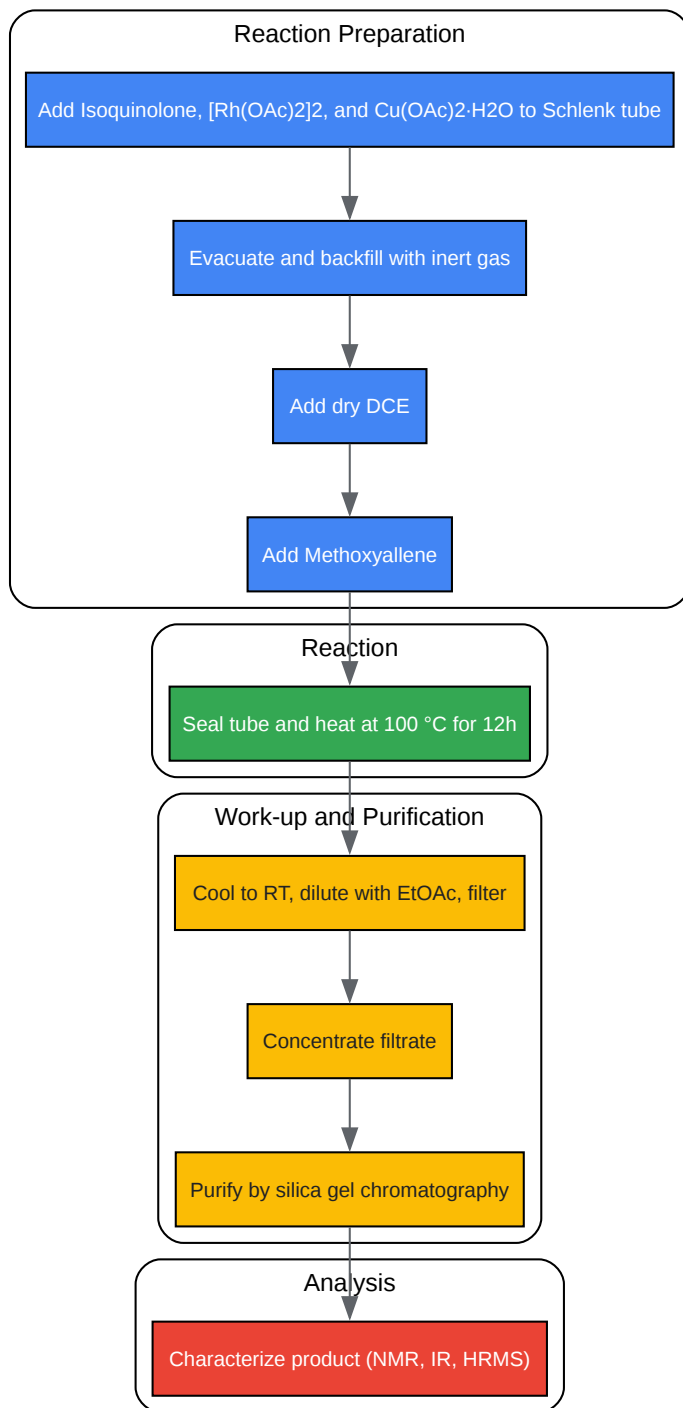 Reaction Preparation
Add Isoquinolone, [Rh(OAc)2]2, and Cu(OAc)2·H2O to Schlenk tube
Evacuate and backfill with inert gas
Add dry DCE
Add Methoxyallene
Reaction
Seal tube and heat at 100 °C for 12h
Work-up and Purification
Cool to RT, dilute with EtOAc, filter
Concentrate filtrate
Purify by silica gel chromatography
Analysis
Characterize product (NMR, IR, HRMS)